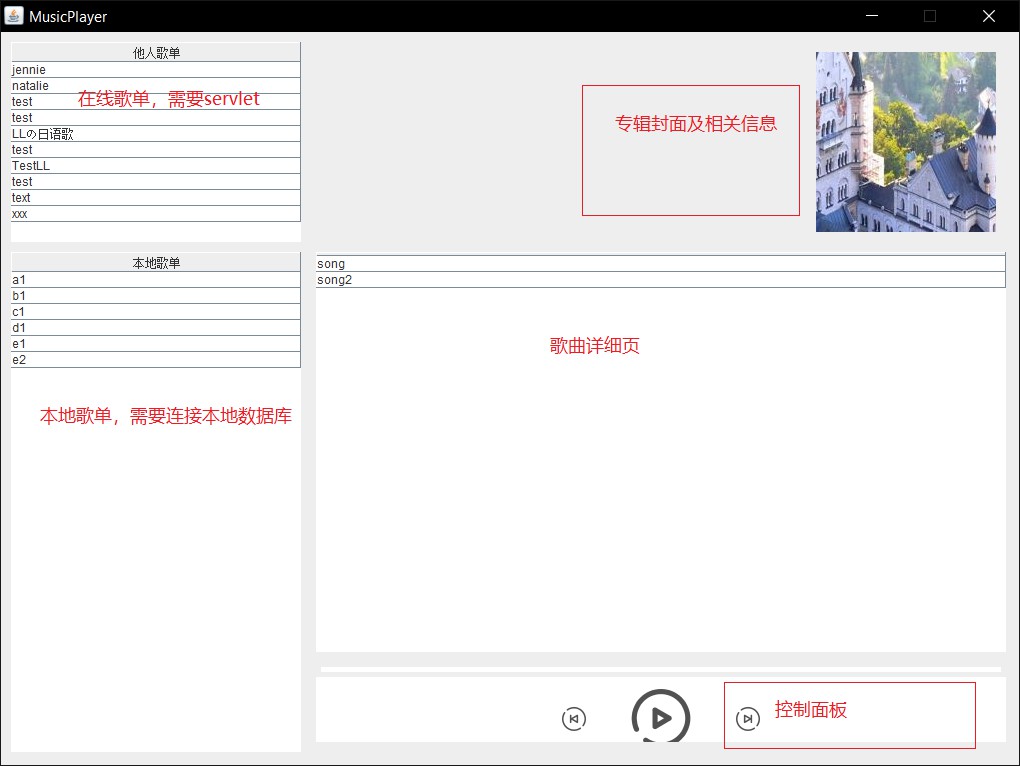 MusicPlayer
他人歌单
jennie
natalie
test
在线歌单，需要servlet
test
LLの日语歌
test
TestLL
test
text
xxx
专辑封面及相关信息
本地歌单
a1
b1
c1
d1
e1
e2
本地歌单，需要连接本地数据库
song
song2
歌曲详细页
控制面板